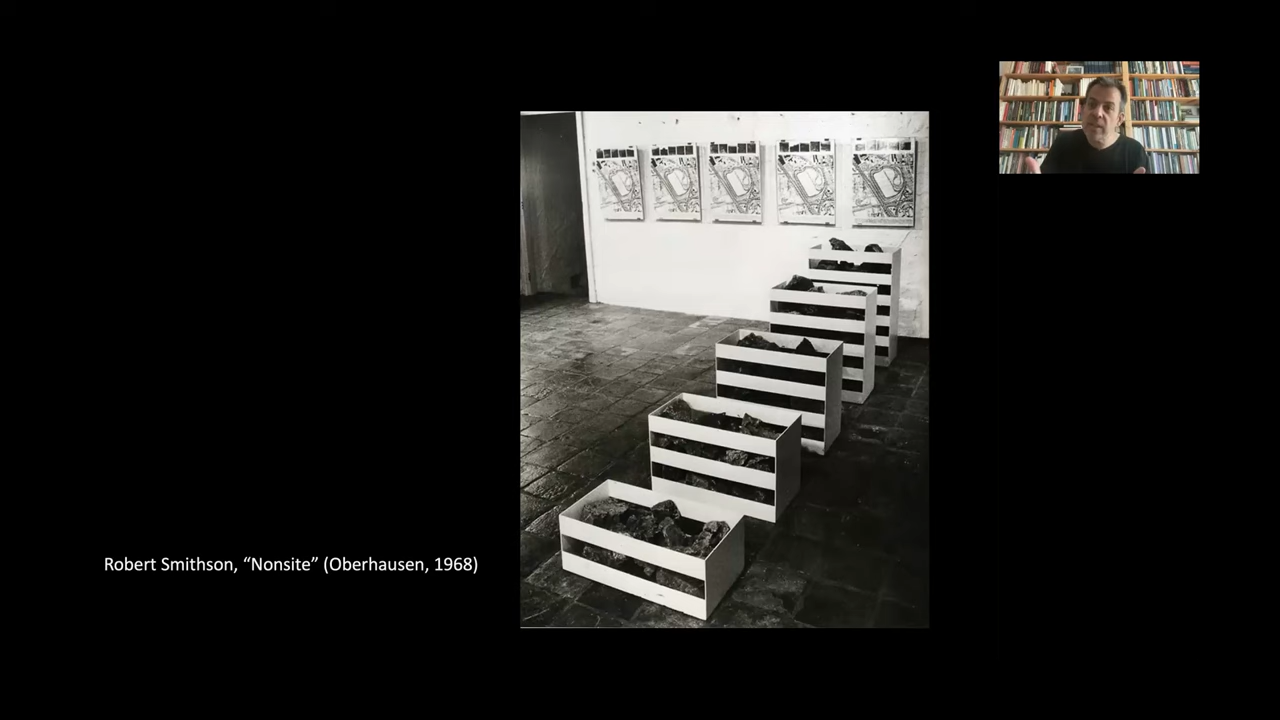 Robert Smithson, “Nonsite” (Oberhausen, 1968)